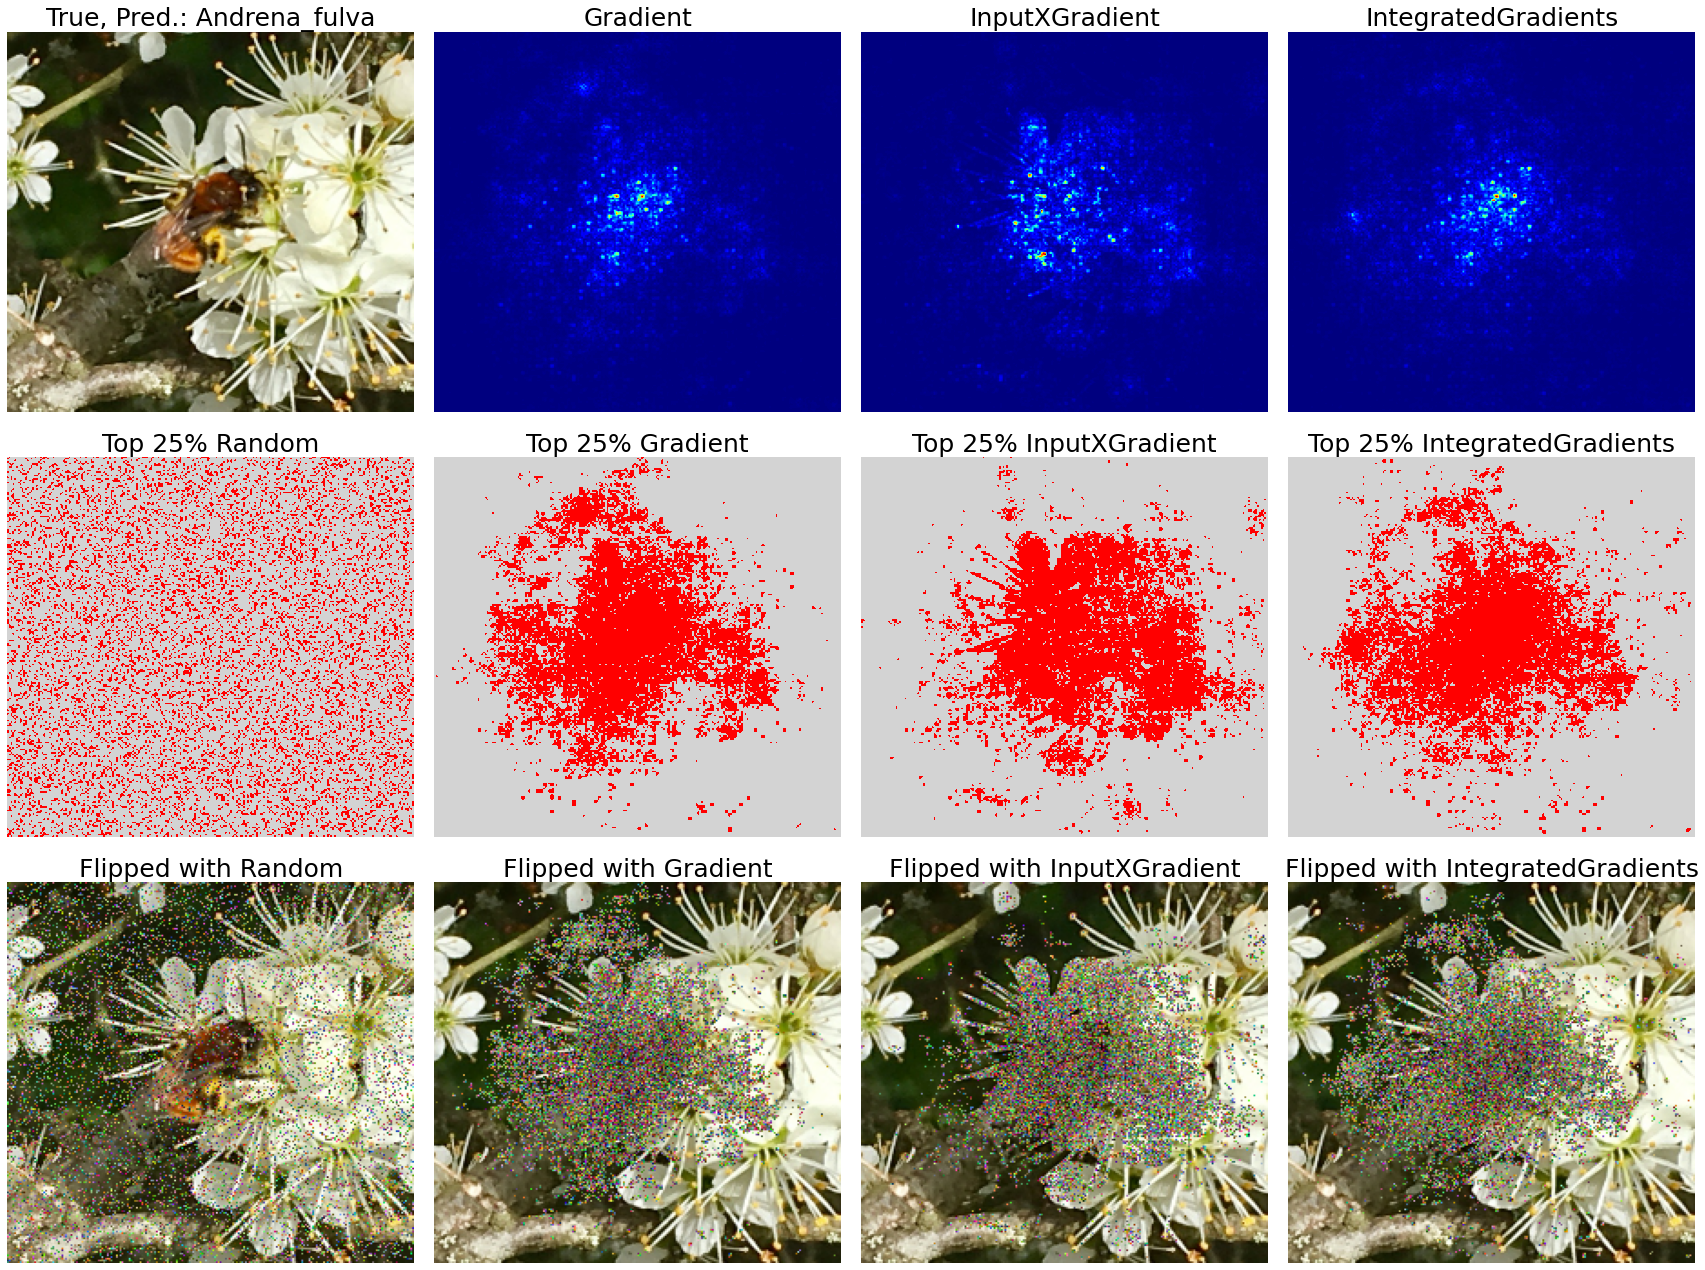 True, Pred.: Andrena_fulva
Gradient
InputXGradient
IntegratedGradients
Top 25% Random
Top 25% Gradient
Top 25% InputXGradient
Top 25% IntegratedGradients
Flipped with Random
Flipped with Gradient
Flipped with InputXGradient
Flipped with IntegratedGradients